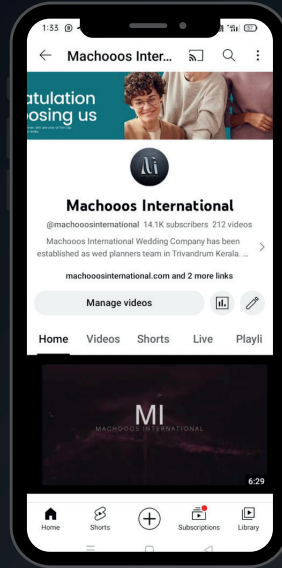 1:33
Machooos Inter...
atulation
osing us
Machooos International
@machooosinternational 14.1K subscribers 212 videos
Machooos International Wedding Company has been
established as wed planners team in Trivandrum Kerala. ...
machooosinternational.com and 2 more links
Manage videos
Home Videos Shorts Live Playli
MI
MACHOOOS INTERNATIONAL
6:29
Home Shorts Subscriptions Library